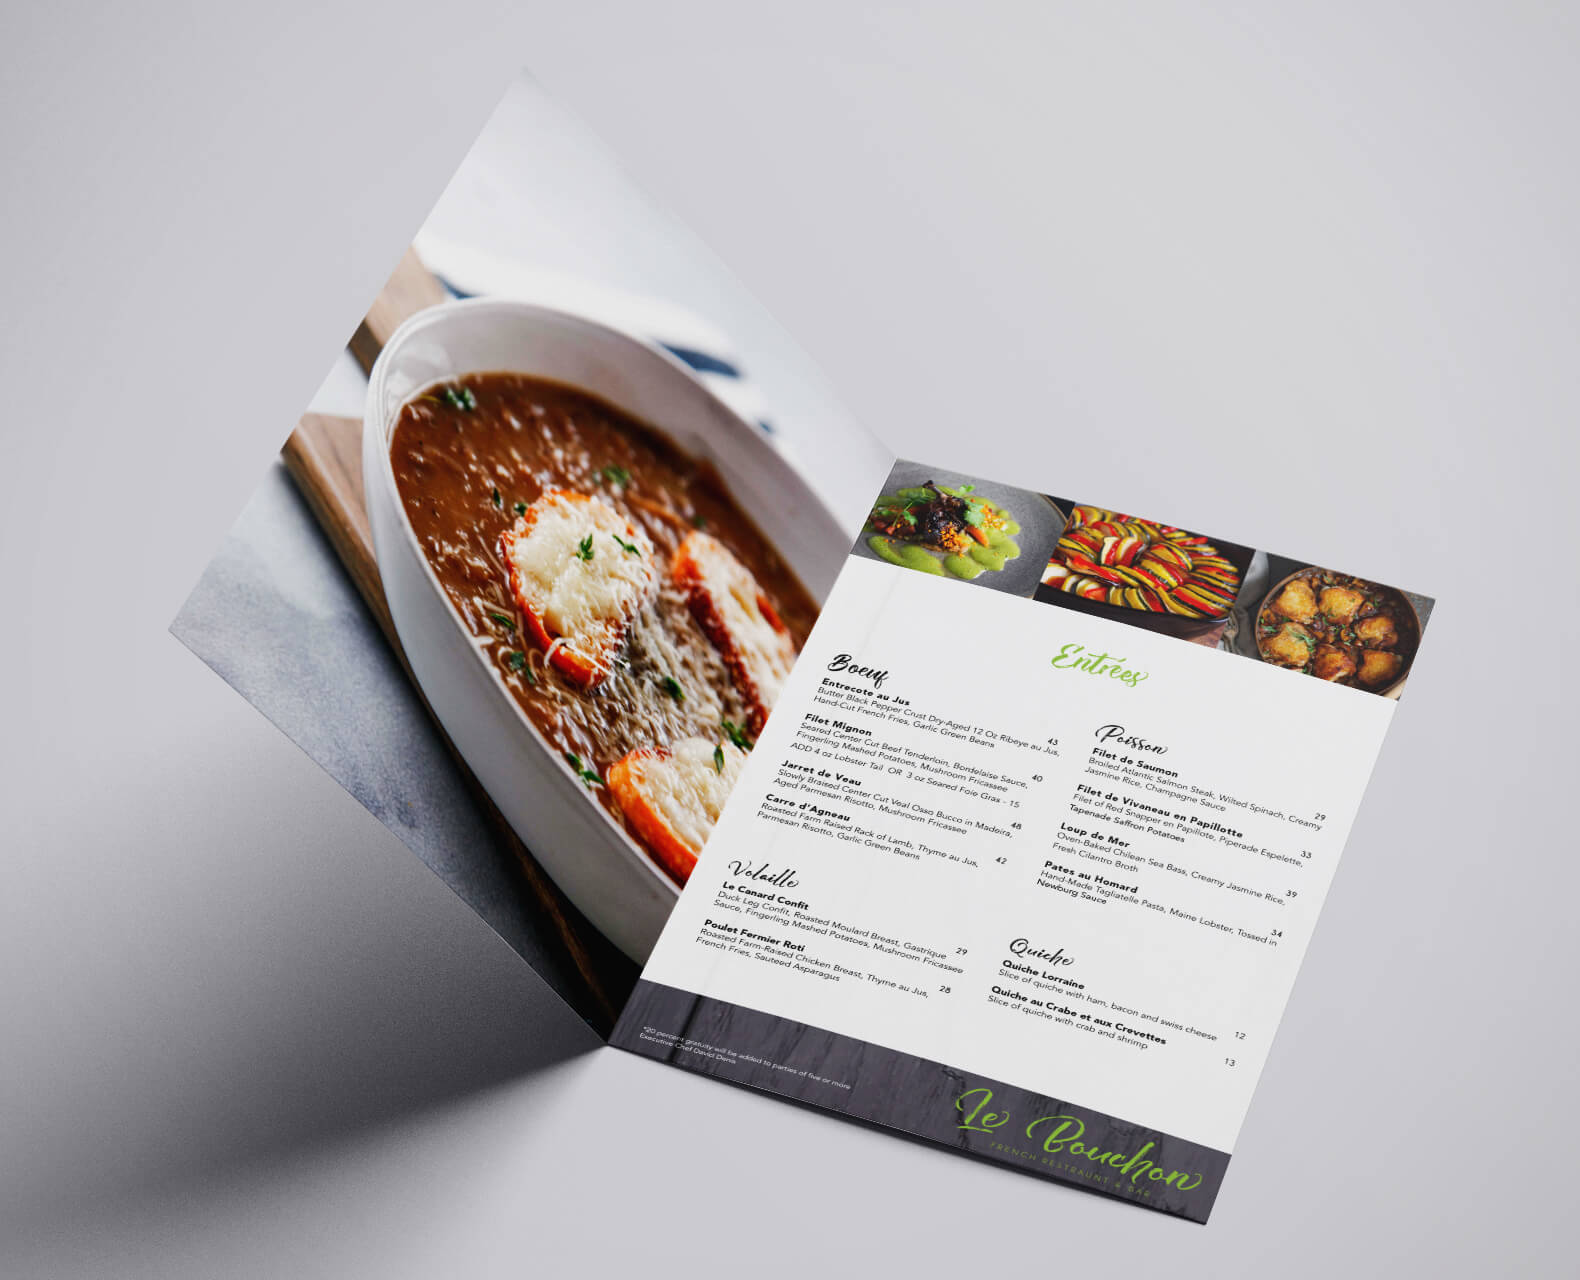 Entrées
Boeuf
Entrecote au Jus
Butter Black Pepper Crust Dry-Aged 12 Oz Ribeye au Jus,
Hand-Cut French Fries, Garlic Green Beans
43
Filet Mignon
Seared Center Cut Beef Tenderloin, Bordelaise Sauce,
Fingerling Mashed Potatoes, Mushroom Fricassee
40
ADD 4 oz Lobster Tail OR 3 oz Seared Foie Gras - 15
Jarret de Veau
Slowly Braised Center Cut Veal Osso Bucco in Madeira,
Aged Parmesan Risotto, Mushroom Fricassee
48
Carre d'Agneau
Roasted Farm Raised Rack of Lamb, Thyme au Jus,
Parmesan Risotto, Garlic Green Beans
42
Volaille
Le Canard Confit
Duck Leg Confit, Roasted Moulard Breast, Gastrique
Sauce, Fingerling Mashed Potatoes, Mushroom Fricassee
29
Poulet Fermier Roti
Roasted Farm-Raised Chicken Breast, Thyme au Jus,
French Fries, Sauteed Asparagus
28
Poisson
Filet de Saumon
Broiled Atlantic Salmon Steak, Wilted Spinach, Creamy
Jasmine Rice, Champagne Sauce
29
Filet de Vivaneau en Papillotte
Filet of Red Snapper en Papillote, Piperade Espelette,
Tapenade Saffron Potatoes
33
Loup de Mer
Oven-Baked Chilean Sea Bass, Creamy Jasmine Rice,
Fresh Cilantro Broth
39
Pates au Homard
Hand-Made Tagliatelle Pasta, Maine Lobster, Tossed in
Newburg Sauce
34
Quiche
Quiche Lorraine
Slice of quiche with ham, bacon and swiss cheese
12
Quiche au Crabe et aux Crevettes
Slice of quiche with crab and shrimp
13
*20 percent gratuity will be added to parties of five or more
Executive Chef David Denis
Le Bouchon
FRENCH RESTRAUNT & BAR